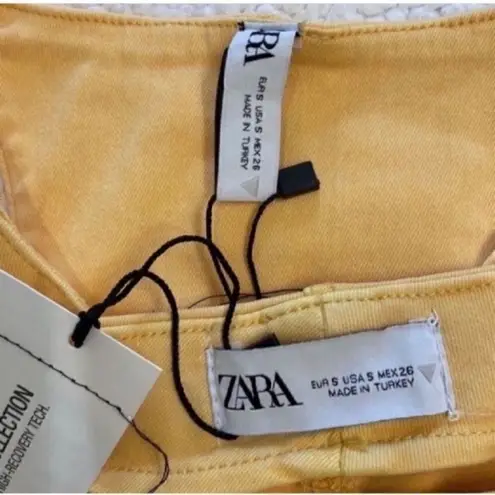 ZARA
EUR S USA S MEX 26
MADE IN TURKEY
ZARA
EUR S USA S MEX 26
MADE IN TURKEY
HIGH-RECOVERY TECH.